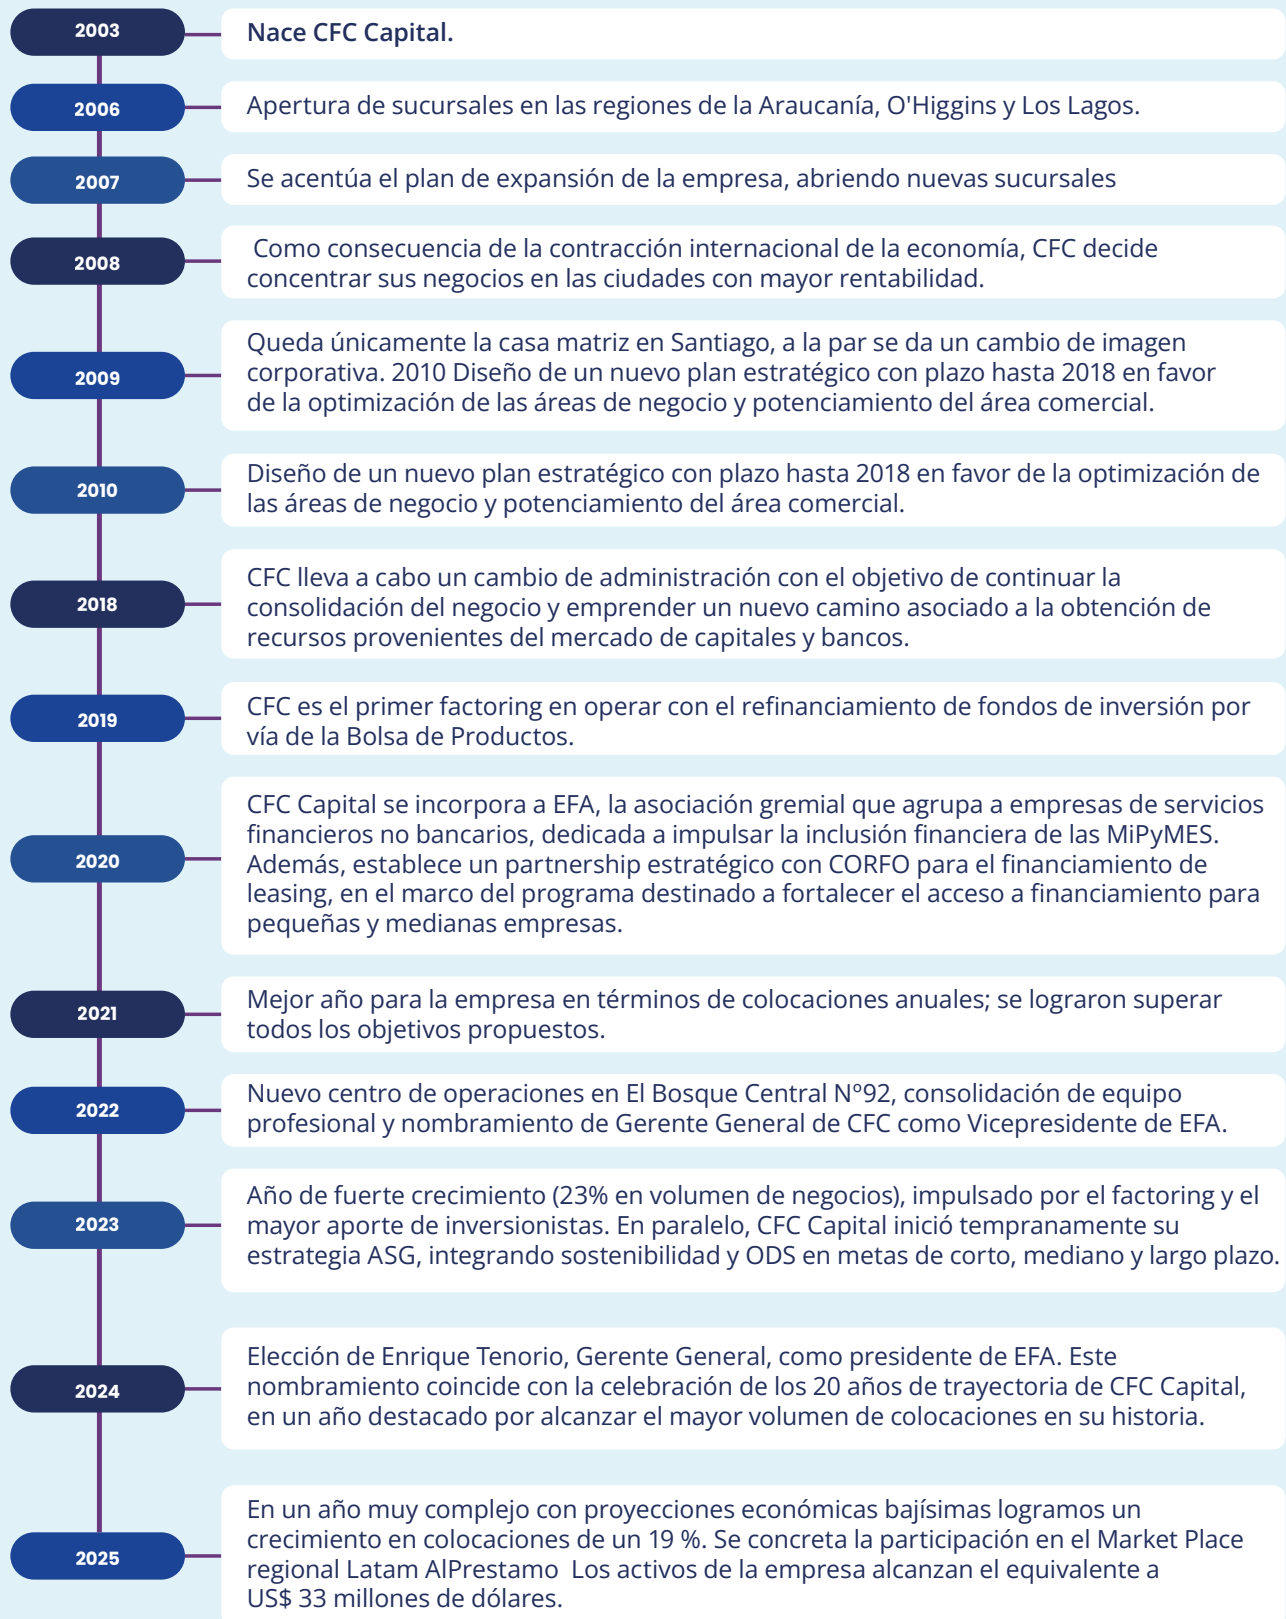 2003
Nace CFC Capital.
2006
Apertura de sucursales en las regiones de la Araucanía, O'Higgins y Los Lagos.
2007
Se acentúa el plan de expansión de la empresa, abriendo nuevas sucursales
2008
Como consecuencia de la contracción internacional de la economía, CFC decide
concentrar sus negocios en las ciudades con mayor rentabilidad.
2009
Queda únicamente la casa matriz en Santiago, a la par se da un cambio de imagen
corporativa. 2010 Diseño de un nuevo plan estratégico con plazo hasta 2018 en favor
de la optimización de las áreas de negocio y potenciamiento del área comercial.
2010
Diseño de un nuevo plan estratégico con plazo hasta 2018 en favor de la optimización de
las áreas de negocio y potenciamiento del área comercial.
2018
CFC lleva a cabo un cambio de administración con el objetivo de continuar la
consolidación del negocio y emprender un nuevo camino asociado a la obtención de
recursos provenientes del mercado de capitales y bancos.
2019
CFC es el primer factoring en operar con el refinanciamiento de fondos de inversión por
vía de la Bolsa de Productos.
2020
CFC Capital se incorpora a EFA, la asociación gremial que agrupa a empresas de servicios
financieros no bancarios, dedicada a impulsar la inclusión financiera de las MiPyMES.
Además, establece un partnership estratégico con CORFO para el financiamiento de
leasing, en el marco del programa destinado a fortalecer el acceso a financiamiento para
pequeñas y medianas empresas.
2021
Mejor año para la empresa en términos de colocaciones anuales; se lograron superar
todos los objetivos propuestos.
2022
Nuevo centro de operaciones en El Bosque Central Nº92, consolidación de equipo
profesional y nombramiento de Gerente General de CFC como Vicepresidente de EFA.
2023
Año de fuerte crecimiento (23% en volumen de negocios), impulsado por el factoring y el
mayor aporte de inversionistas. En paralelo, CFC Capital inició tempranamente su
estrategia ASG, integrando sostenibilidad y ODS en metas de corto, mediano y largo plazo.
2024
Elección de Enrique Tenorio, Gerente General, como presidente de EFA. Este
nombramiento coincide con la celebración de los 20 años de trayectoria de CFC Capital,
en un año destacado por alcanzar el mayor volumen de colocaciones en su historia.
2025
En un año muy complejo con proyecciones económicas bajísimas logramos un
crecimiento en colocaciones de un 19 %. Se concreta la participación en el Market Place
regional Latam AlPrestamo  Los activos de la empresa alcanzan el equivalente a
US$ 33 millones de dólares.